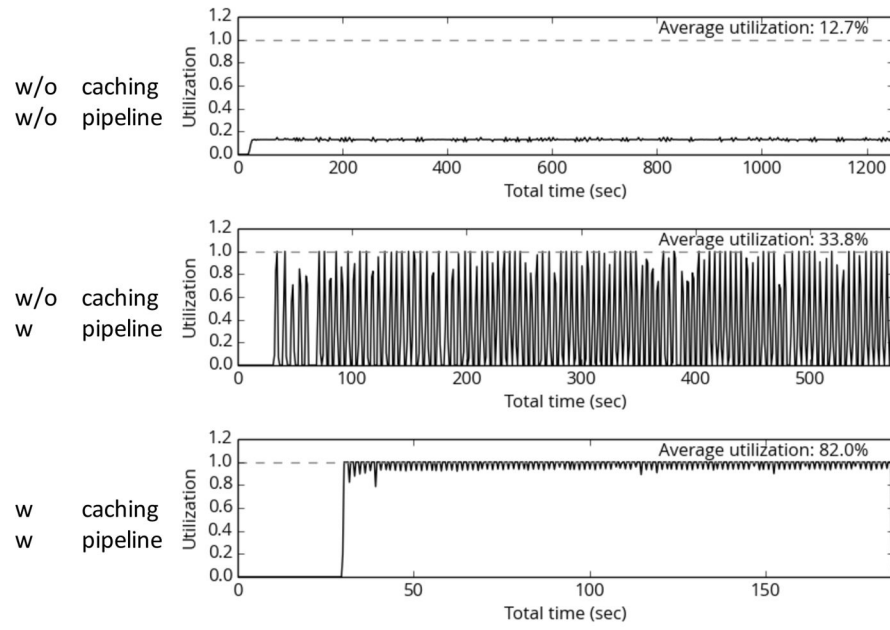 1.2
1.0
0.8
0.6
0.4
0.2
0.0
Utilization
Average utilization: 12.7%
w/o caching
w/o pipeline
0 200 400 600 800 1000 1200
Total time (sec)
1.2
1.0
0.8
0.6
0.4
0.2
0.0
Utilization
Average utilization: 33.8%
w/o caching
w pipeline
0 100 200 300 400 500
Total time (sec)
1.2
1.0
0.8
0.6
0.4
0.2
0.0
Utilization
Average utilization: 82.0%
w caching
w pipeline
0 50 100 150
Total time (sec)